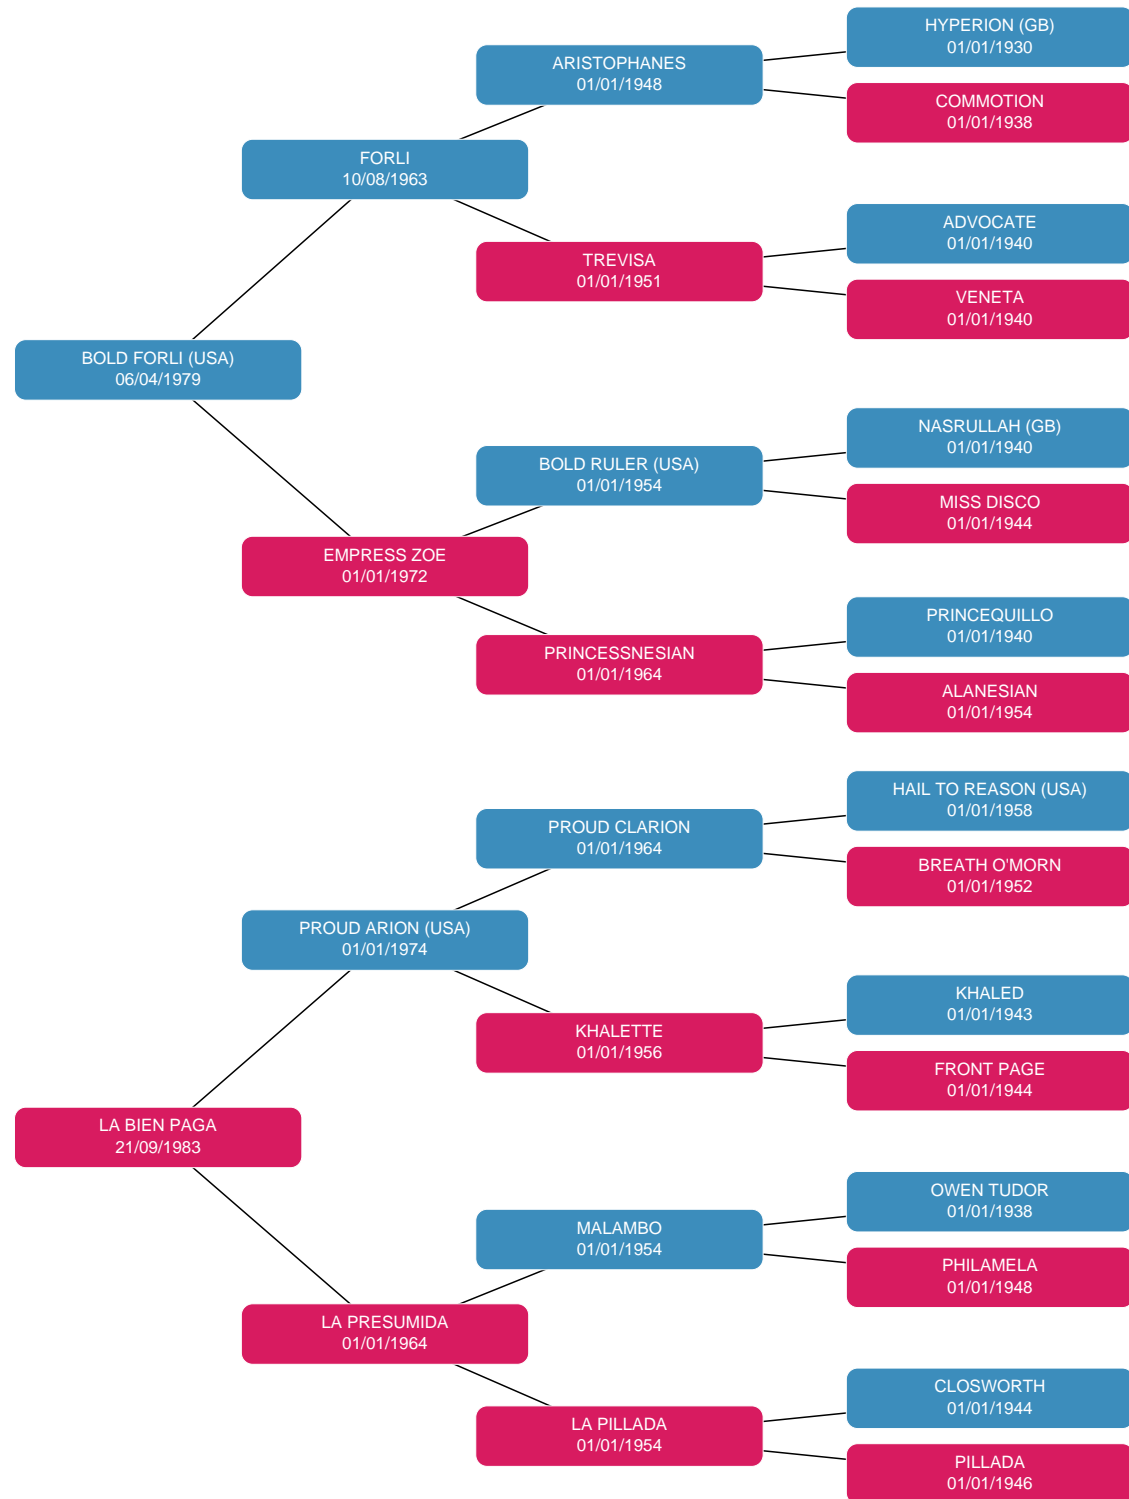 HYPERION (GB)
01/01/1930
ARISTOPHANES
01/01/1948
COMMOTION
01/01/1938
FORLI
10/08/1963
ADVOCATE
01/01/1940
TREVISA
01/01/1951
VENETA
01/01/1940
BOLD FORLI (USA)
06/04/1979
NASRULLAH (GB)
01/01/1940
BOLD RULER (USA)
01/01/1954
MISS DISCO
01/01/1944
EMPRESS ZOE
01/01/1972
PRINCEQUILLO
01/01/1940
PRINCESSNESIAN
01/01/1964
ALANESIAN
01/01/1954
HAIL TO REASON (USA)
01/01/1958
PROUD CLARION
01/01/1964
BREATH O'MORN
01/01/1952
PROUD ARION (USA)
01/01/1974
KHALED
01/01/1943
KHALETTE
01/01/1956
FRONT PAGE
01/01/1944
LA BIEN PAGA
21/09/1983
OWEN TUDOR
01/01/1938
MALAMBO
01/01/1954
PHILAMELA
01/01/1948
LA PRESUMIDA
01/01/1964
CLOSWORTH
01/01/1944
LA PILLADA
01/01/1954
PILLADA
01/01/1946